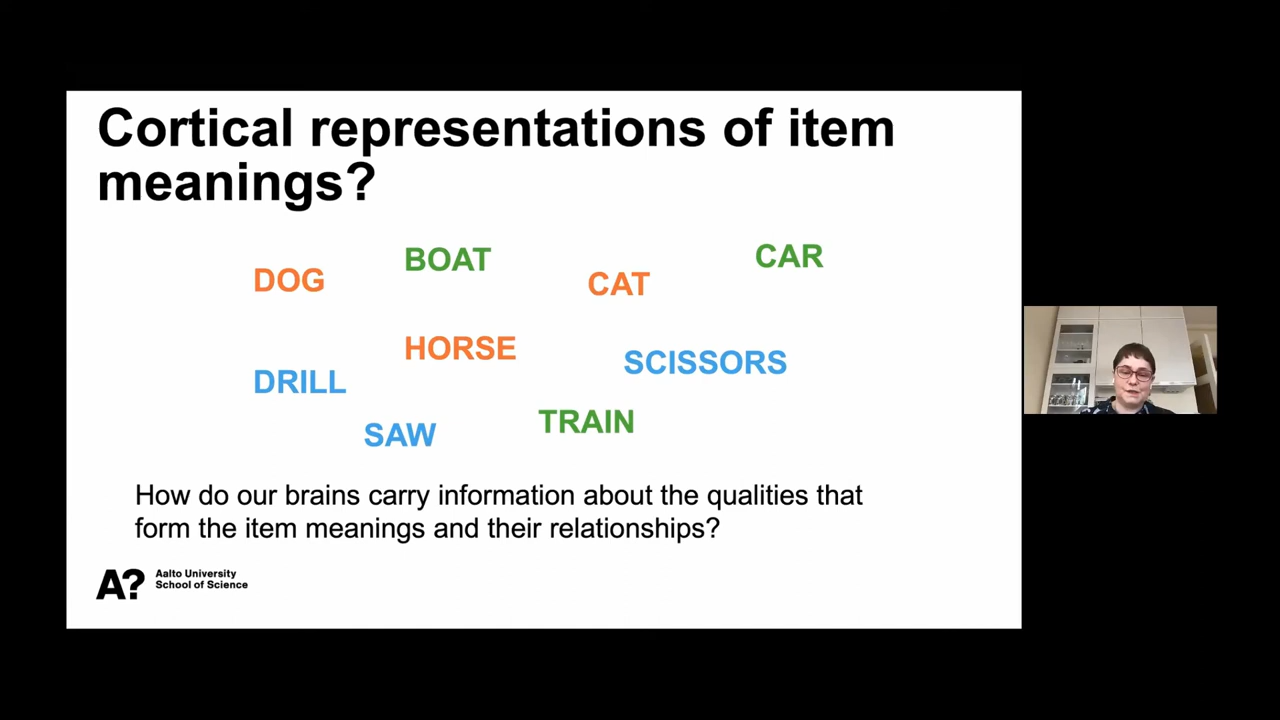 Cortical representations of item
meanings?
DOG
BOAT
CAT
CAR
HORSE
SCISSORS
DRILL
TRAIN
SAW
How do our brains carry information about the qualities that
form the item meanings and their relationships?
A?
Aalto University
School of Science